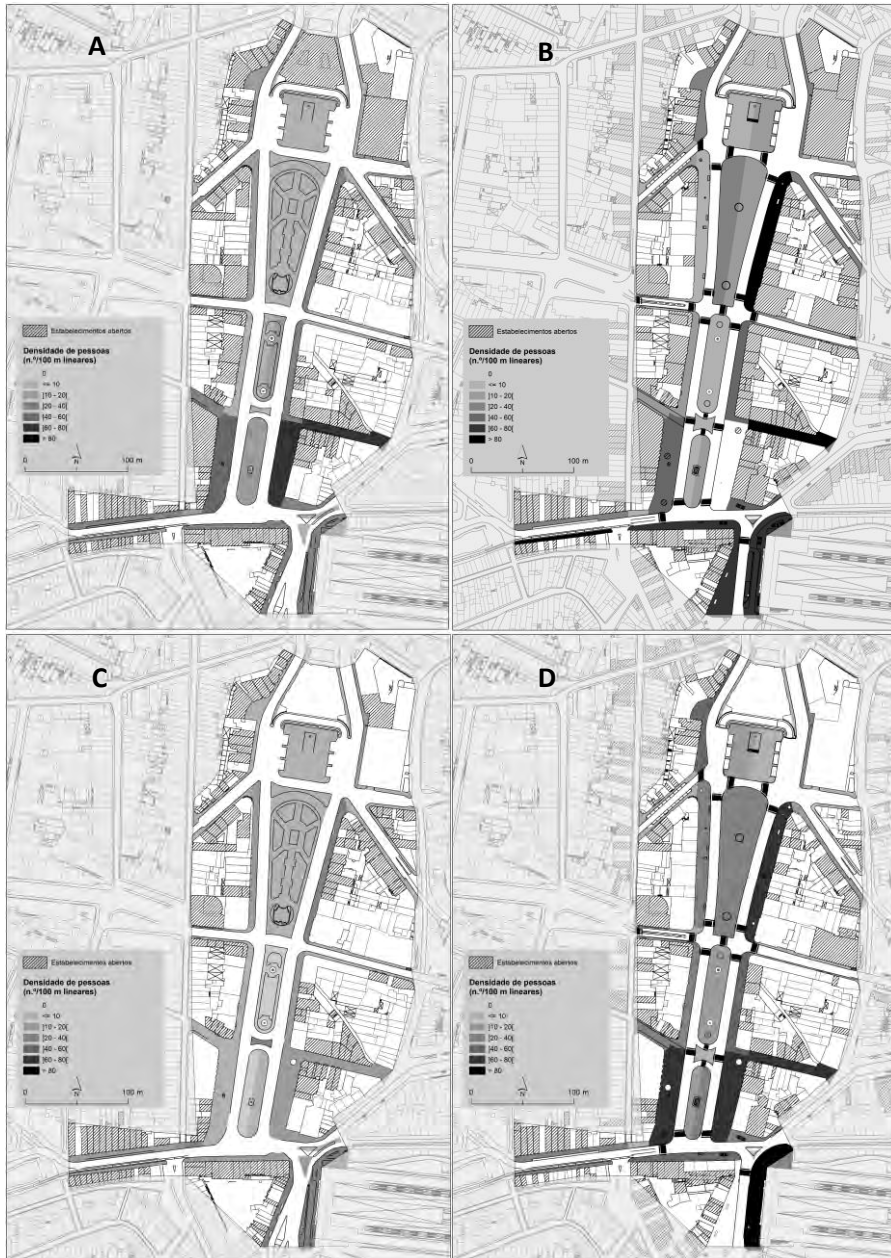 A
Estabelecimentos abertos
Densidade de pessoas
(n.º/100 m lineares)
0
<= 10
]10 - 20[
]20 - 40[
]40 - 60[
]60 - 80[
> 80
0
N
100 m
B
Estabelecimentos abertos
Densidade de pessoas
(n.º/100 m lineares)
0
<= 10
]10 - 20[
]20 - 40[
]40 - 60[
]60 - 80[
> 80
0
N
100 m
C
Estabelecimentos abertos
Densidade de pessoas
(n.º/100 m lineares)
0
<= 10
]10 - 20[
]20 - 40[
]40 - 60[
]60 - 80[
> 80
0
N
100 m
D
Estabelecimentos abertos
Densidade de pessoas
(n.º/100 m lineares)
0
<= 10
]10 - 20[
]20 - 40[
]40 - 60[
]60 - 80[
> 80
0
N
100 m